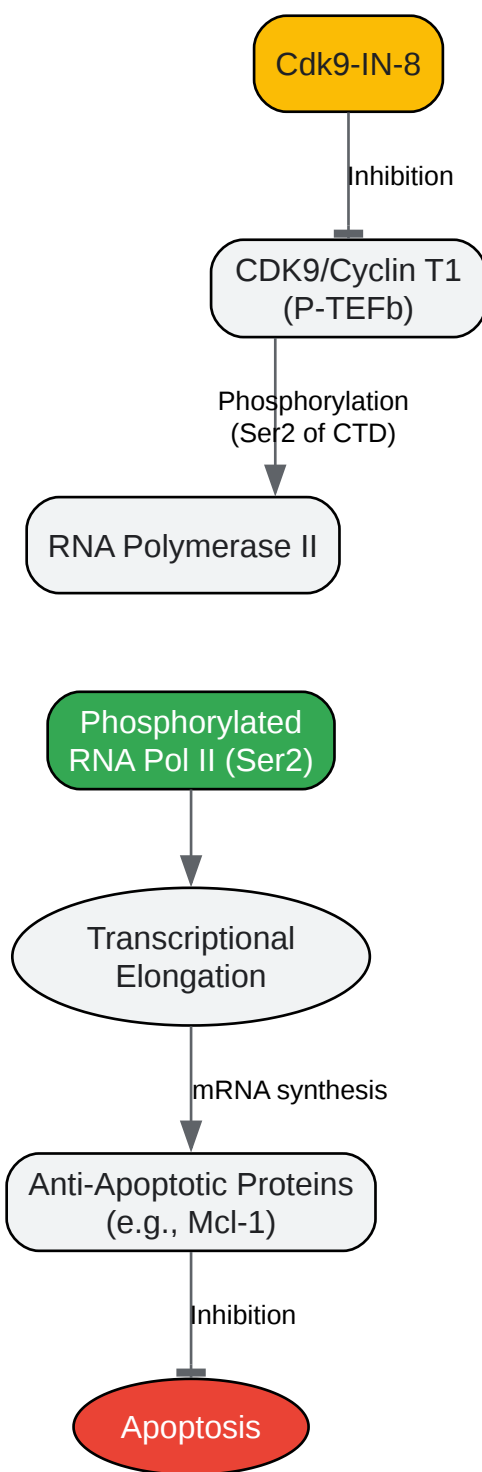 Cdk9-IN-8
Inhibition
CDK9/Cyclin T1
(P-TEFb)
Phosphorylation
(Ser2 of CTD)
RNA Polymerase II
Phosphorylated
RNA Pol II (Ser2)
Transcriptional
Elongation
mRNA synthesis
Anti-Apoptotic Proteins
(e.g., Mcl-1)
Inhibition
Apoptosis